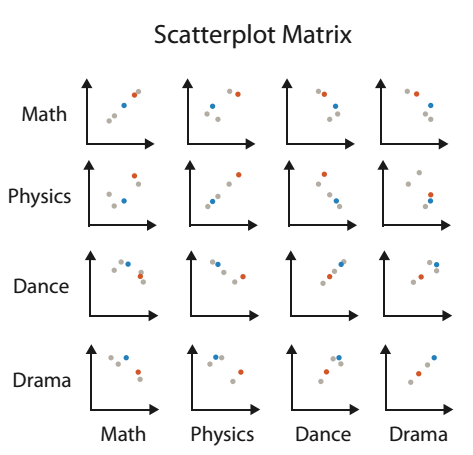 Scatterplot Matrix
Math
Physics
Dance
Drama
Math Physics Dance Drama